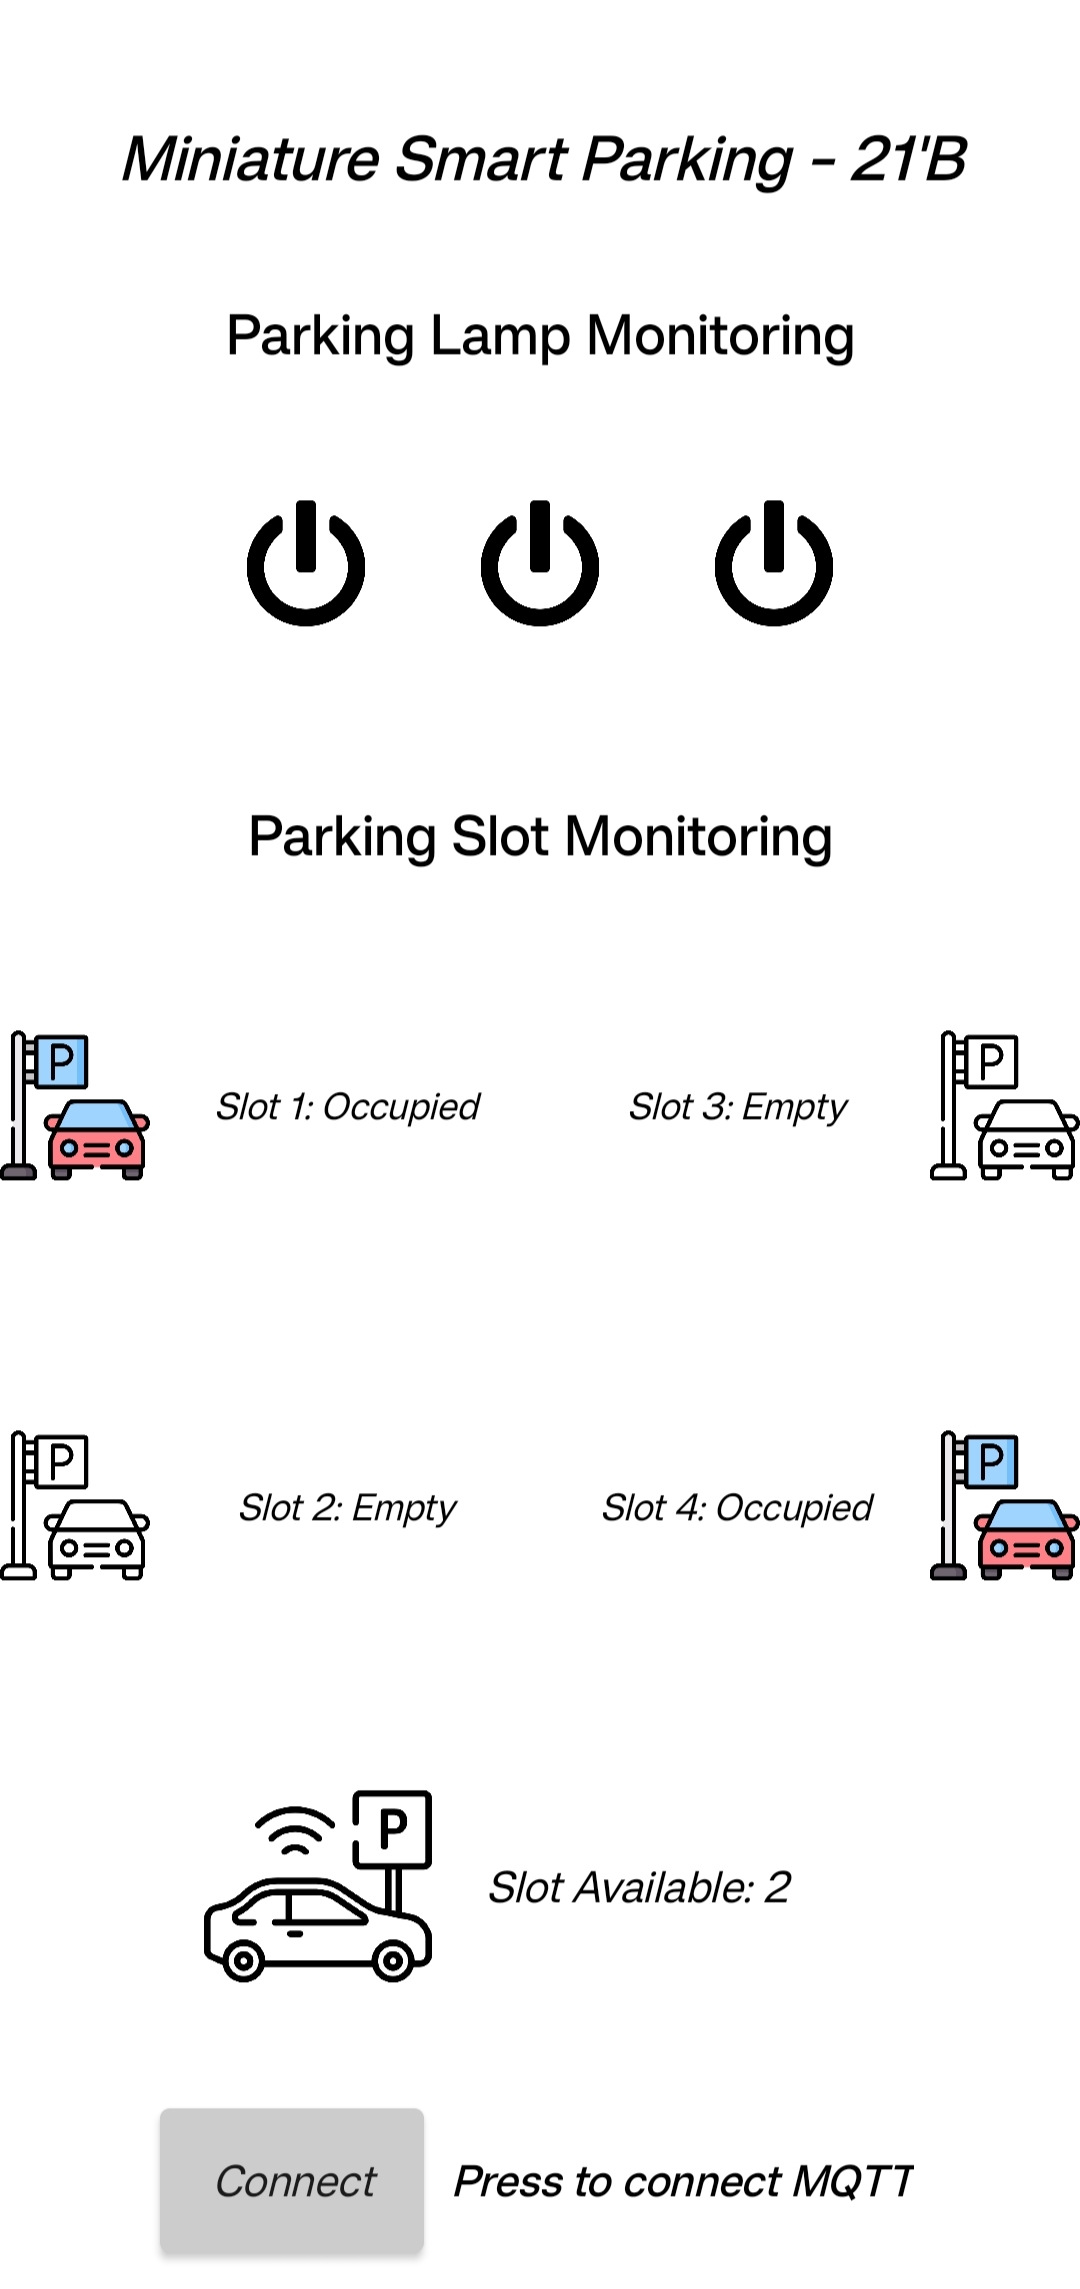 Miniature Smart Parking - 21'B
Parking Lamp Monitoring
Parking Slot Monitoring
P
Slot 1: Occupied
Slot 3: Empty
P
P
Slot 2: Empty
Slot 4: Occupied
P
P
Slot Available: 2
Connect
Press to connect MQTT